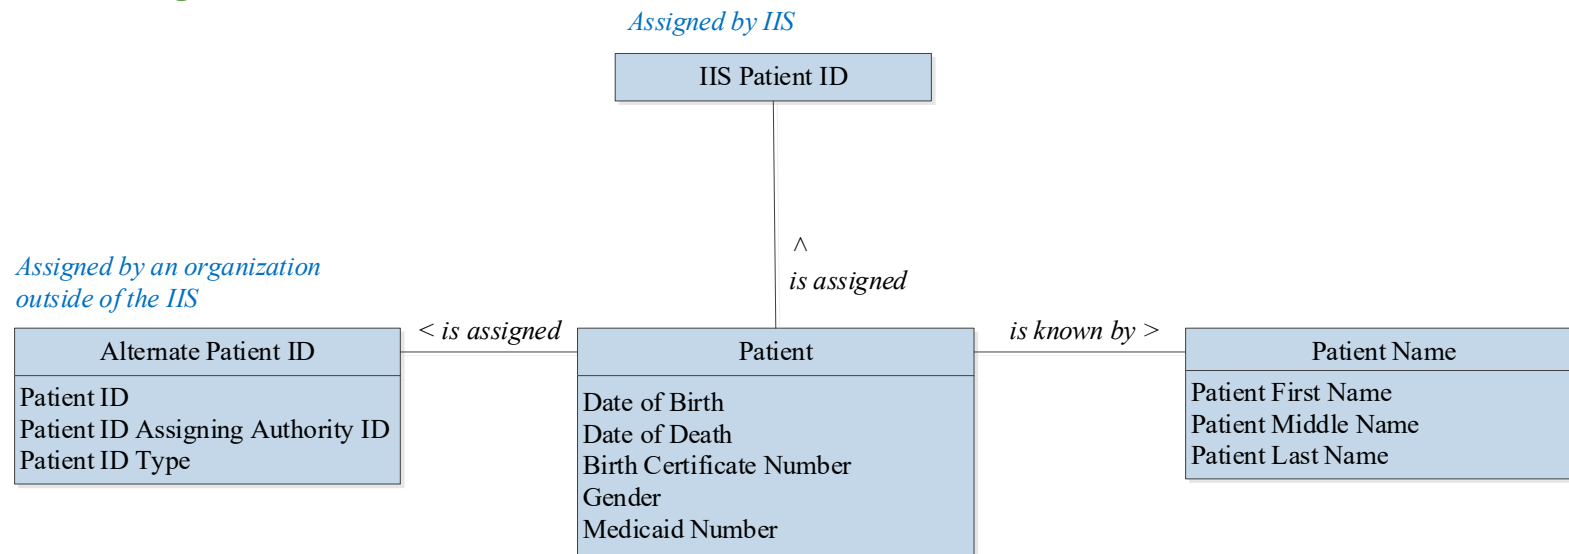 Assigned by IIS
IIS Patient ID
^
is assigned
Assigned by an organization
outside of the IIS
< is assigned
is known by >
Alternate Patient ID
Patient ID
Patient ID Assigning Authority ID
Patient ID Type
Patient
Date of Birth
Date of Death
Birth Certificate Number
Gender
Medicaid Number
Patient Name
Patient First Name
Patient Middle Name
Patient Last Name